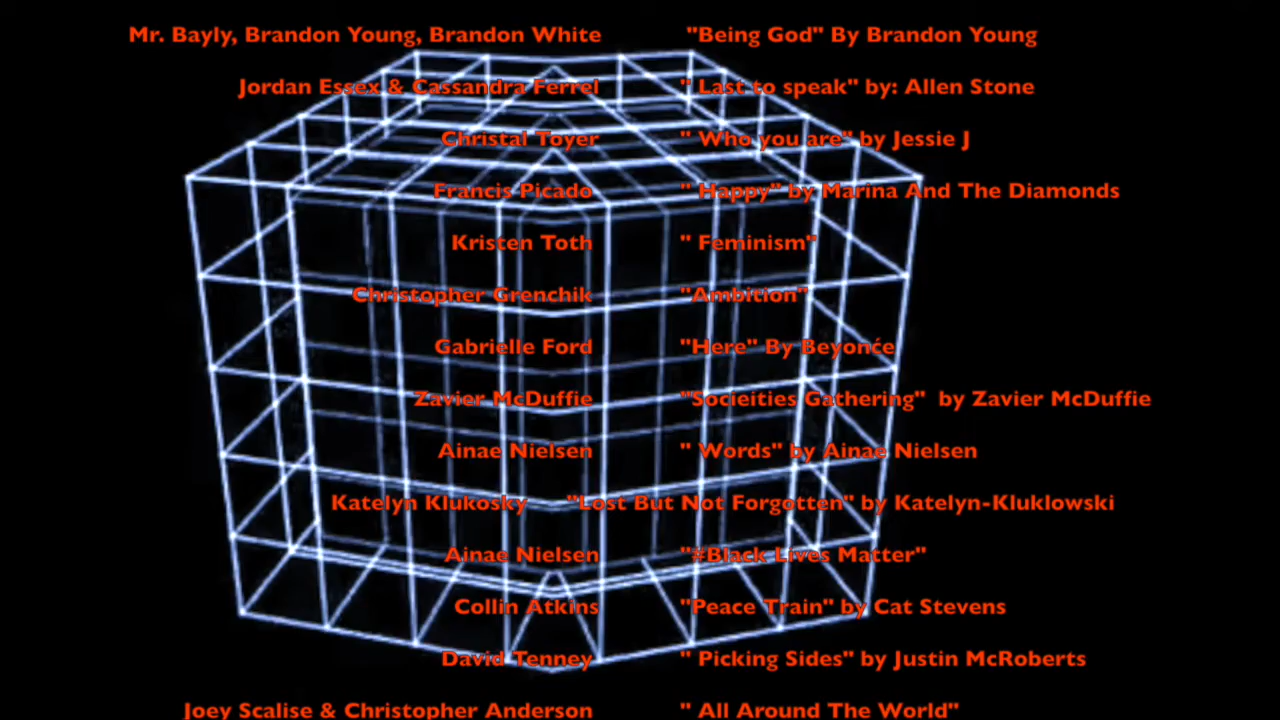 Mr. Bayly, Brandon Young, Brandon White "Being God" By Brandon Young
Jordan Essex & Cassandra Ferrel " Last to speak" by: Allen Stone
Christal Toyer " Who you are" by Jessie J
Francis Picado " Happy" by Marina And The Diamonds
Kristen Toth " Feminism"
Christopher Grenchik "Ambition"
Gabrielle Ford "Here" By Beyonće
Zavier McDuffie "Socieities Gathering" by Zavier McDuffie
Ainae Nielsen " Words" by Ainae Nielsen
Katelyn Klukosky "Lost But Not Forgotten" by Katelyn-Kluklowski
Ainae Nielsen "#Black Lives Matter"
Collin Atkins "Peace Train" by Cat Stevens
David Tenney " Picking Sides" by Justin McRoberts
Joey Scalise & Christopher Anderson " All Around The World"